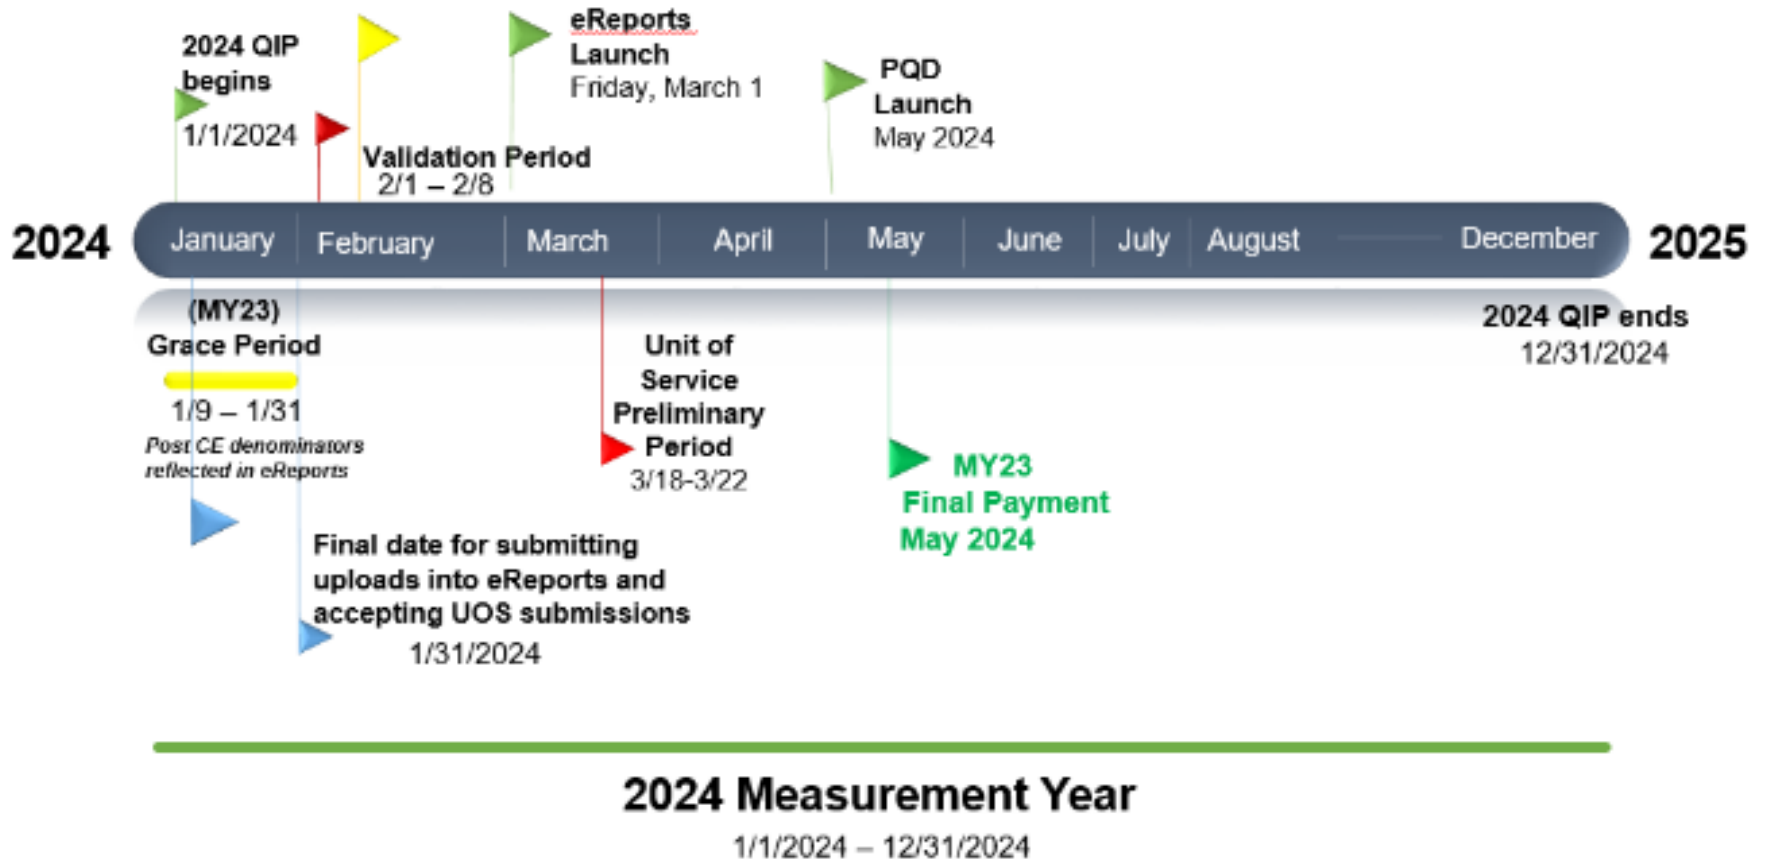 2024 QIP
begins
1/1/2024
Validation Period
2/1 – 2/8
eReports
Launch
Friday, March 1
PQD
Launch
May 2024
2024 January February March April May June July August December 2025
(MY23)
Grace Period
1/9 – 1/31
Post CE denominators
reflected in eReports
Final date for submitting
uploads into eReports and
accepting UOS submissions
1/31/2024
Unit of
Service
Preliminary
Period
3/18-3/22
MY23
Final Payment
May 2024
2024 QIP ends
12/31/2024
2024 Measurement Year
1/1/2024 – 12/31/2024